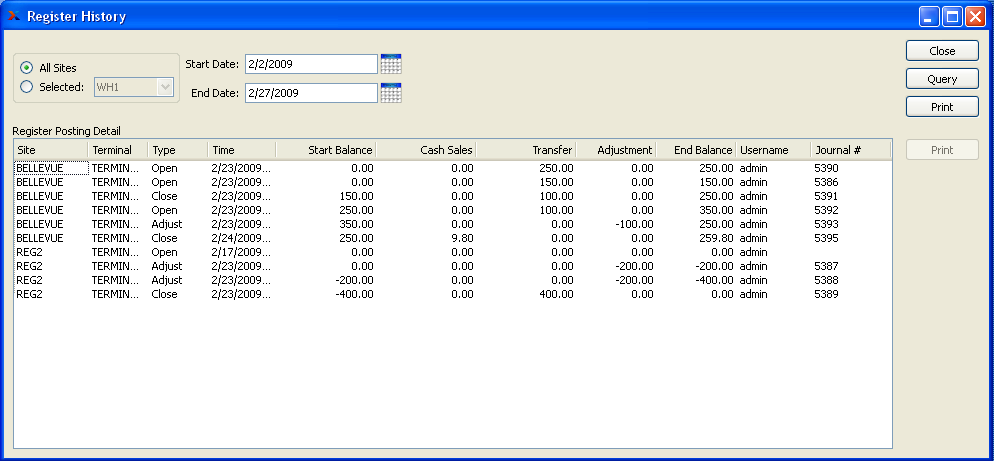 Register History
All Sites
Selected: WH1
Start Date: 2/2/2009
End Date: 2/27/2009
Close
Query
Print
Register Posting Detail
Print
Site Terminal Type Time Start Balance Cash Sales Transfer Adjustment End Balance Username Journal #
BELLEVUE TERMIN... Open 2/23/2009... 0.00 0.00 250.00 0.00 250.00 admin 5390
BELLEVUE TERMIN... Open 2/23/2009... 0.00 0.00 150.00 0.00 150.00 admin 5386
BELLEVUE TERMIN... Close 2/23/2009... 150.00 0.00 100.00 0.00 250.00 admin 5391
BELLEVUE TERMIN... Open 2/23/2009... 250.00 0.00 100.00 0.00 350.00 admin 5392
BELLEVUE TERMIN... Adjust 2/23/2009... 350.00 0.00 0.00 -100.00 250.00 admin 5393
BELLEVUE TERMIN... Close 2/24/2009... 250.00 9.80 0.00 0.00 259.80 admin 5395
REG2 TERMIN... Open 2/17/2009... 0.00 0.00 0.00 0.00 0.00 admin
REG2 TERMIN... Adjust 2/23/2009... 0.00 0.00 0.00 -200.00 -200.00 admin 5387
REG2 TERMIN... Adjust 2/23/2009... -200.00 0.00 0.00 -200.00 -400.00 admin 5388
REG2 TERMIN... Close 2/23/2009... -400.00 0.00 400.00 0.00 0.00 admin 5389